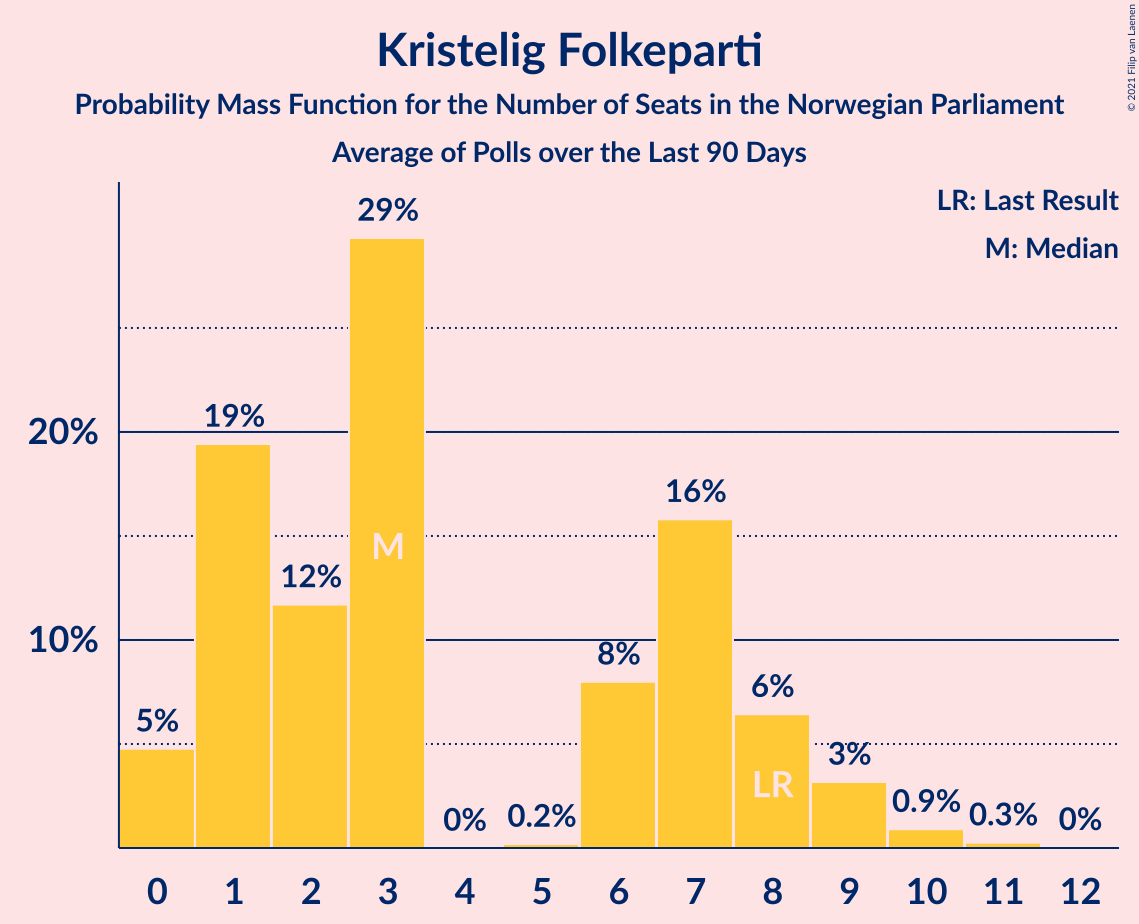 Kristelig Folkeparti
Probability Mass Function for the Number of Seats in the Norwegian Parliament
Average of Polls over the Last 90 Days
© 2021 Filip van Laenen
LR: Last Result
M: Median
20%
10%
5%
19%
12%
29%
M
0%
0.2%
8%
16%
6%
LR
3%
0.9%
0.3%
0%
0 1 2 3 4 5 6 7 8 9 10 11 12